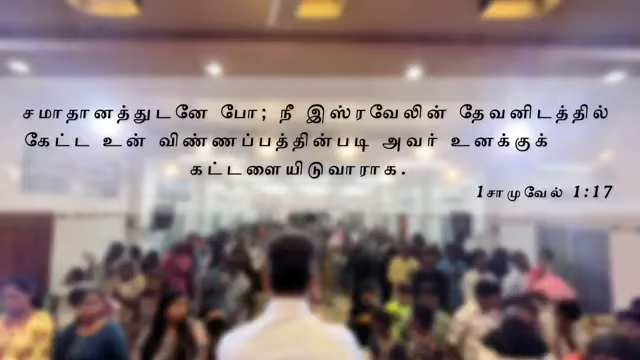 சமாதானத்துடனே போ; நீ இஸ்ரவேலின் தேவனிடத்தில்
கேட்ட உன் விண்ணப்பத்தின்படி அவர் உனக்குக்
கட்டளையிடுவாராக.
1சாமுவேல் 1:17